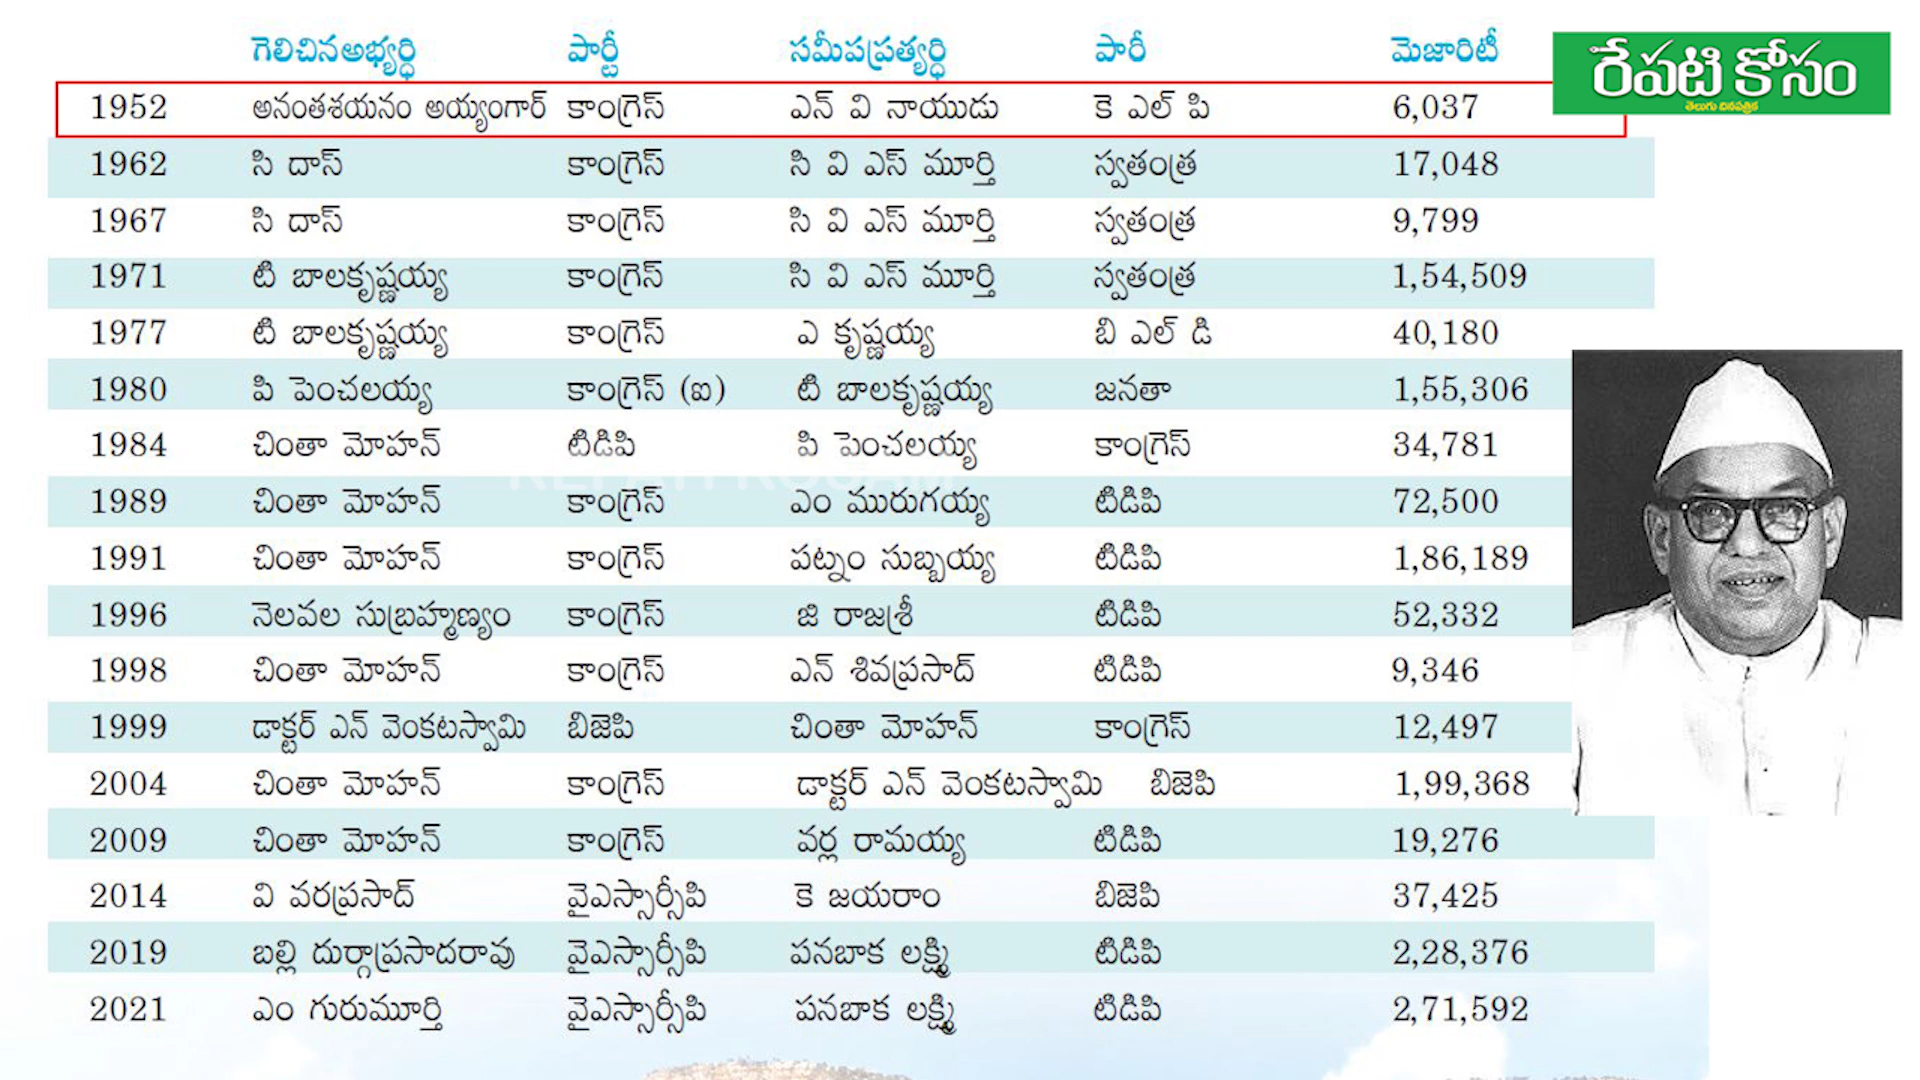 గెలిచినఅభ్యర్థి పార్టీ సమీపప్రత్యర్థి పారీ మెజారిటీ
రేపటి కోసం
తెలుగు దినపత్రిక
1952 అనంతశయనం అయ్యంగార్ కాంగ్రెస్ ఎన్ వి నాయుడు కె ఎల్ పి 6,037
1962 సి దాస్ కాంగ్రెస్ సి వి ఎస్ మూర్తి స్వతంత్ర 17,048
1967 సి దాస్ కాంగ్రెస్ సి వి ఎస్ మూర్తి స్వతంత్ర 9,799
1971 టి బాలకృష్ణయ్య కాంగ్రెస్ సి వి ఎస్ మూర్తి స్వతంత్ర 1,54,509
1977 టి బాలకృష్ణయ్య కాంగ్రెస్ ఎ కృష్ణయ్య బి ఎల్ డి 40,180
1980 పి పెంచలయ్య కాంగ్రెస్ (ఐ) టి బాలకృష్ణయ్య జనతా 1,55,306
1984 చింతా మోహన్ టిడిపి పి పెంచలయ్య కాంగ్రెస్ 34,781
REPATI KOSAM
1989 చింతా మోహన్ కాంగ్రెస్ ఎం మురుగయ్య టిడిపి 72,500
1991 చింతా మోహన్ కాంగ్రెస్ పట్నం సుబ్బయ్య టిడిపి 1,86,189
1996 నెలవల సుబ్రహ్మణ్యం కాంగ్రెస్ జి రాజశ్రీ టిడిపి 52,332
1998 చింతా మోహన్ కాంగ్రెస్ ఎన్ శివప్రసాద్ టిడిపి 9,346
1999 డాక్టర్ ఎన్ వెంకటస్వామి బిజెపి చింతా మోహన్ కాంగ్రెస్ 12,497
2004 చింతా మోహన్ కాంగ్రెస్ డాక్టర్ ఎన్ వెంకటస్వామి బిజెపి 1,99,368
2009 చింతా మోహన్ కాంగ్రెస్ వర్ల రామయ్య టిడిపి 19,276
2014 వి వరప్రసాద్ వైఎస్సార్సీపి కె జయరాం బిజెపి 37,425
2019 బల్లి దుర్గాప్రసాదరావు వైఎస్సార్సీపి పనబాక లక్ష్మి టిడిపి 2,28,376
2021 ఎం గురుమూర్తి వైఎస్సార్సీపి పనబాక లక్ష్మి టిడిపి 2,71,592